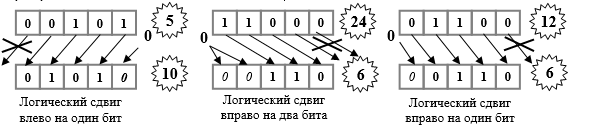 0 0 1 0 1 5
0
0 1 0 1 0 10
Логический сдвиг
влево на один бит
1 1 0 0 0 24
0
0 0 1 1 0 6
Логический сдвиг
вправо на два бита
0 1 1 0 0 12
0
0 0 1 1 0 6
Логический сдвиг
вправо на один бит